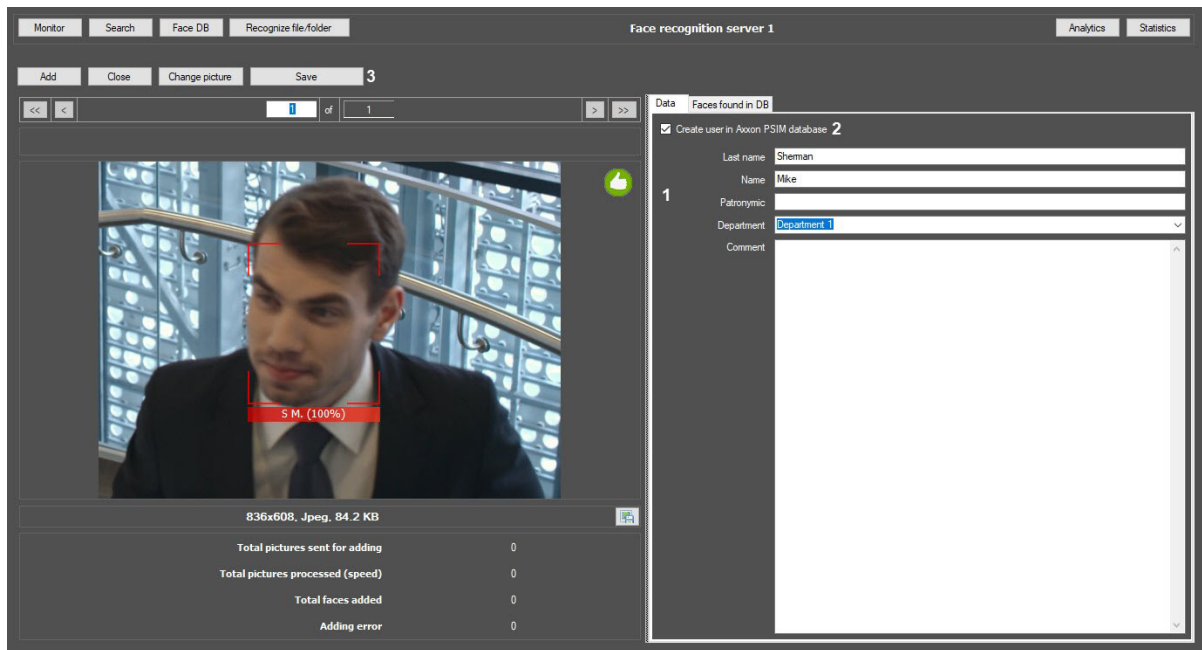 Monitor Search Face DB Recognize file/folder Face recognition server 1 Analytics Statistics
Add Close Change picture Save 3
<< < 1 of 1 > >>
S M. (100%)
836x608, Jpeg, 84.2 KB
Total pictures sent for adding 0
Total pictures processed (speed) 0
Total faces added 0
Adding error 0
Data Faces found in DB
Create user in Axxon PSIM database 2
Last name Sherman
Name Mike
1
Patronymic
Department Department 1
Comment